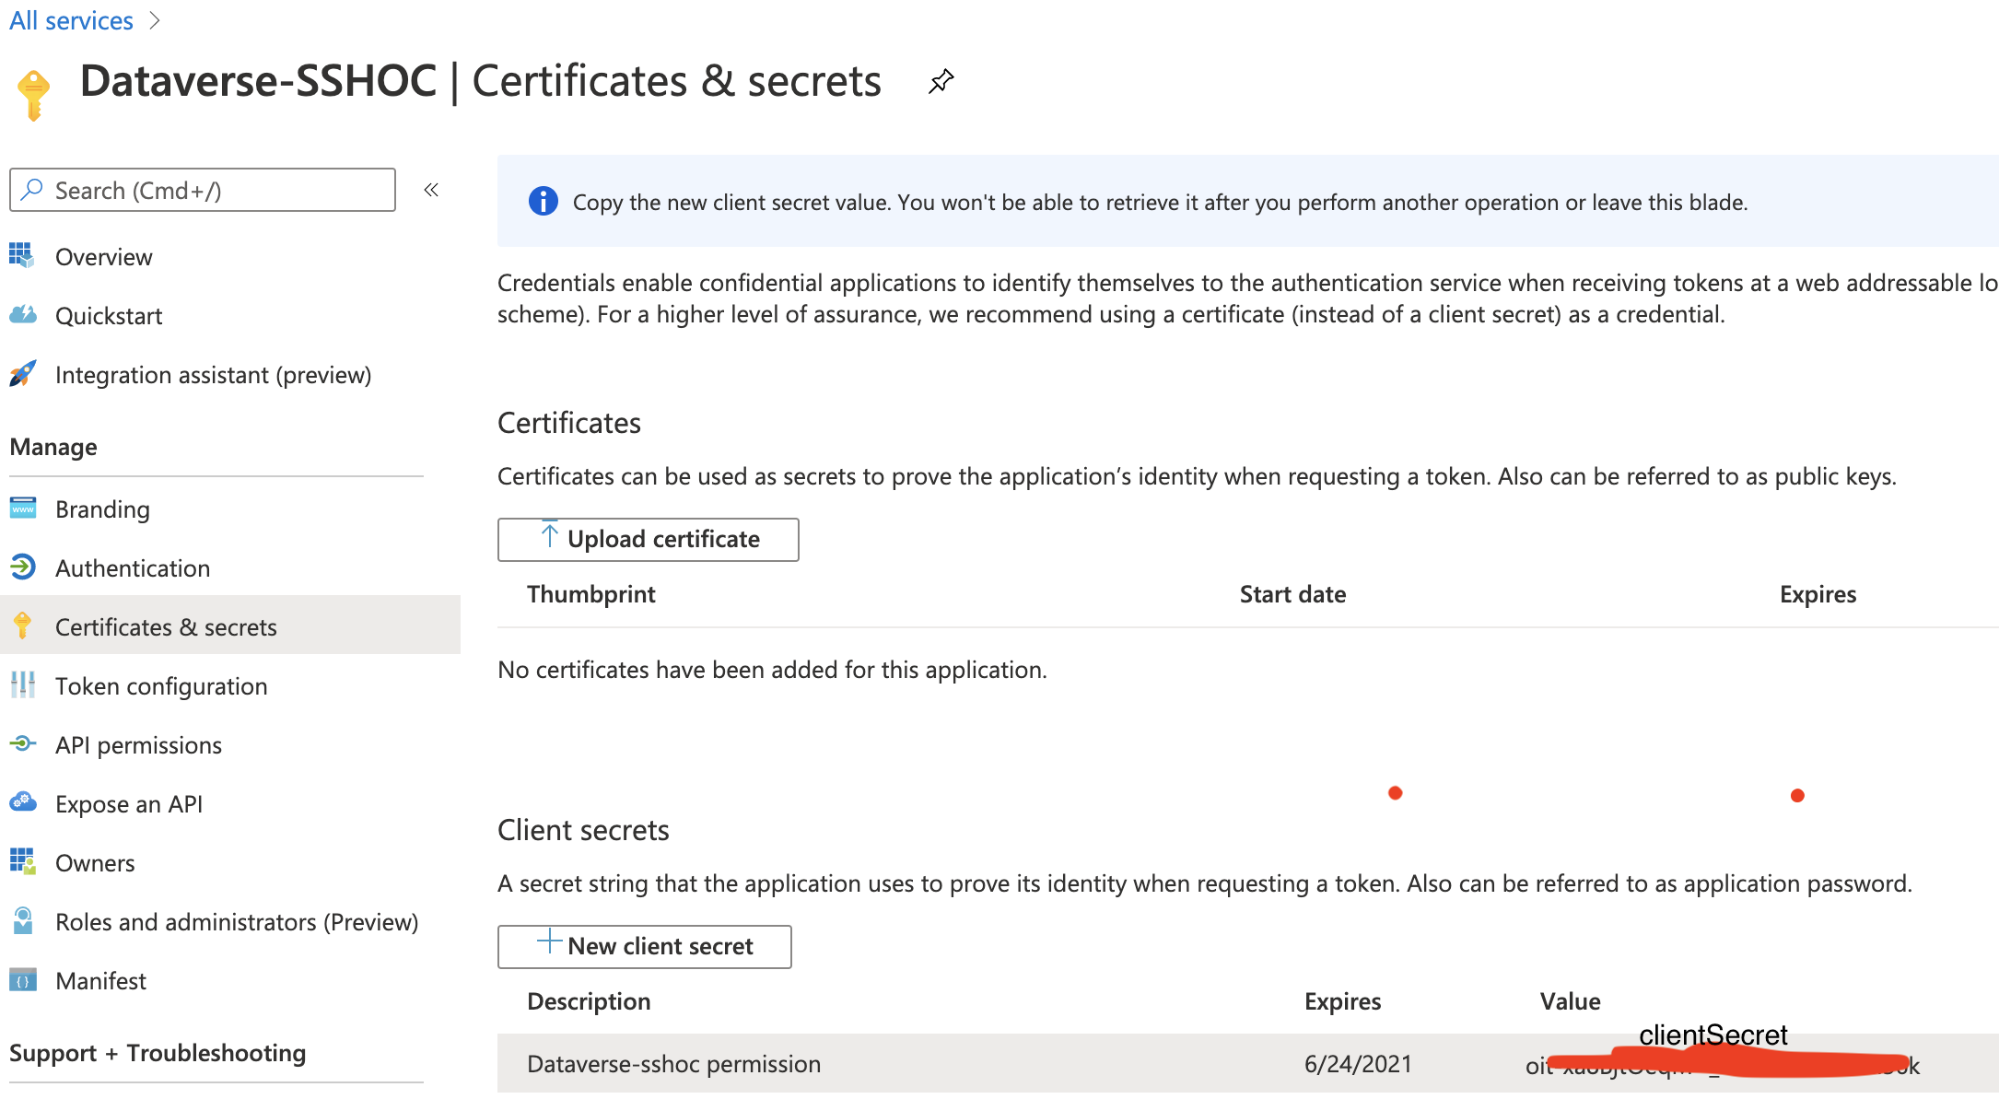 All services
Dataverse-SSHOC | Certificates & secrets
Search (Cmd+/)
Copy the new client secret value. You won't be able to retrieve it after you perform another operation or leave this blade.
Overview
Quickstart
Integration assistant (preview)
Manage
Branding
Authentication
Certificates & secrets
Token configuration
API permissions
Expose an API
Owners
Roles and administrators (Preview)
Manifest
Support + Troubleshooting
Credentials enable confidential applications to identify themselves to the authentication service when receiving tokens at a web addressable lo
scheme). For a higher level of assurance, we recommend using a certificate (instead of a client secret) as a credential.
Certificates
Certificates can be used as secrets to prove the application’s identity when requesting a token. Also can be referred to as public keys.
Upload certificate
Thumbprint Start date Expires
No certificates have been added for this application.
Client secrets
A secret string that the application uses to prove its identity when requesting a token. Also can be referred to as application password.
New client secret
Description Expires Value
clientSecret
Dataverse-sshoc permission 6/24/2021